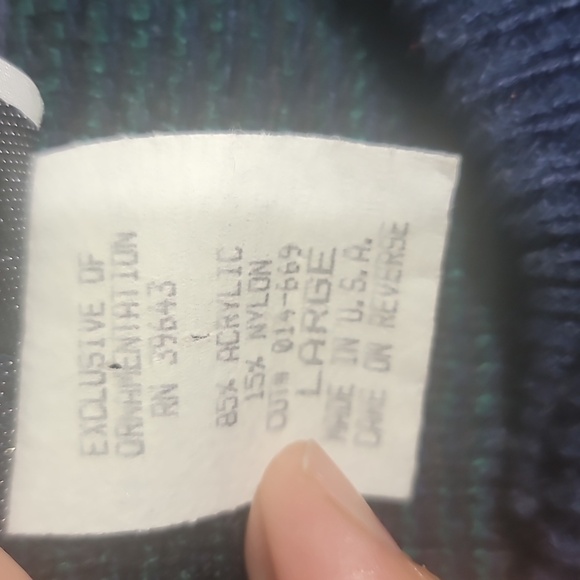 EXCLUSIVE OF
ORNAMENTATION
RN 39643
85% ACRYLIC
15% NYLON
CUT# 014-669
LARGE
MADE IN U.S.A.
CARE ON REVERSE